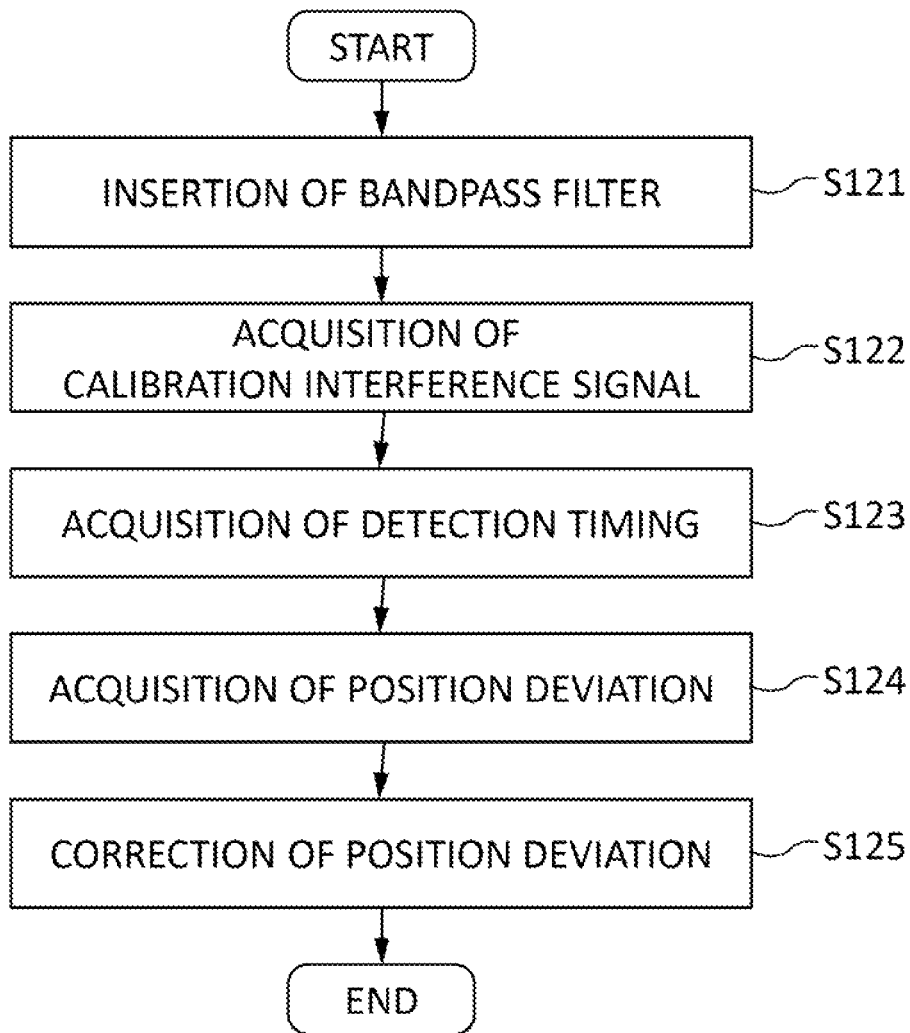 START
INSERTION OF BANDPASS FILTER
S121
ACQUISITION OF
CALIBRATION INTERFERENCE SIGNAL
S122
ACQUISITION OF DETECTION TIMING
S123
ACQUISITION OF POSITION DEVIATION
S124
CORRECTION OF POSITION DEVIATION
S125
END